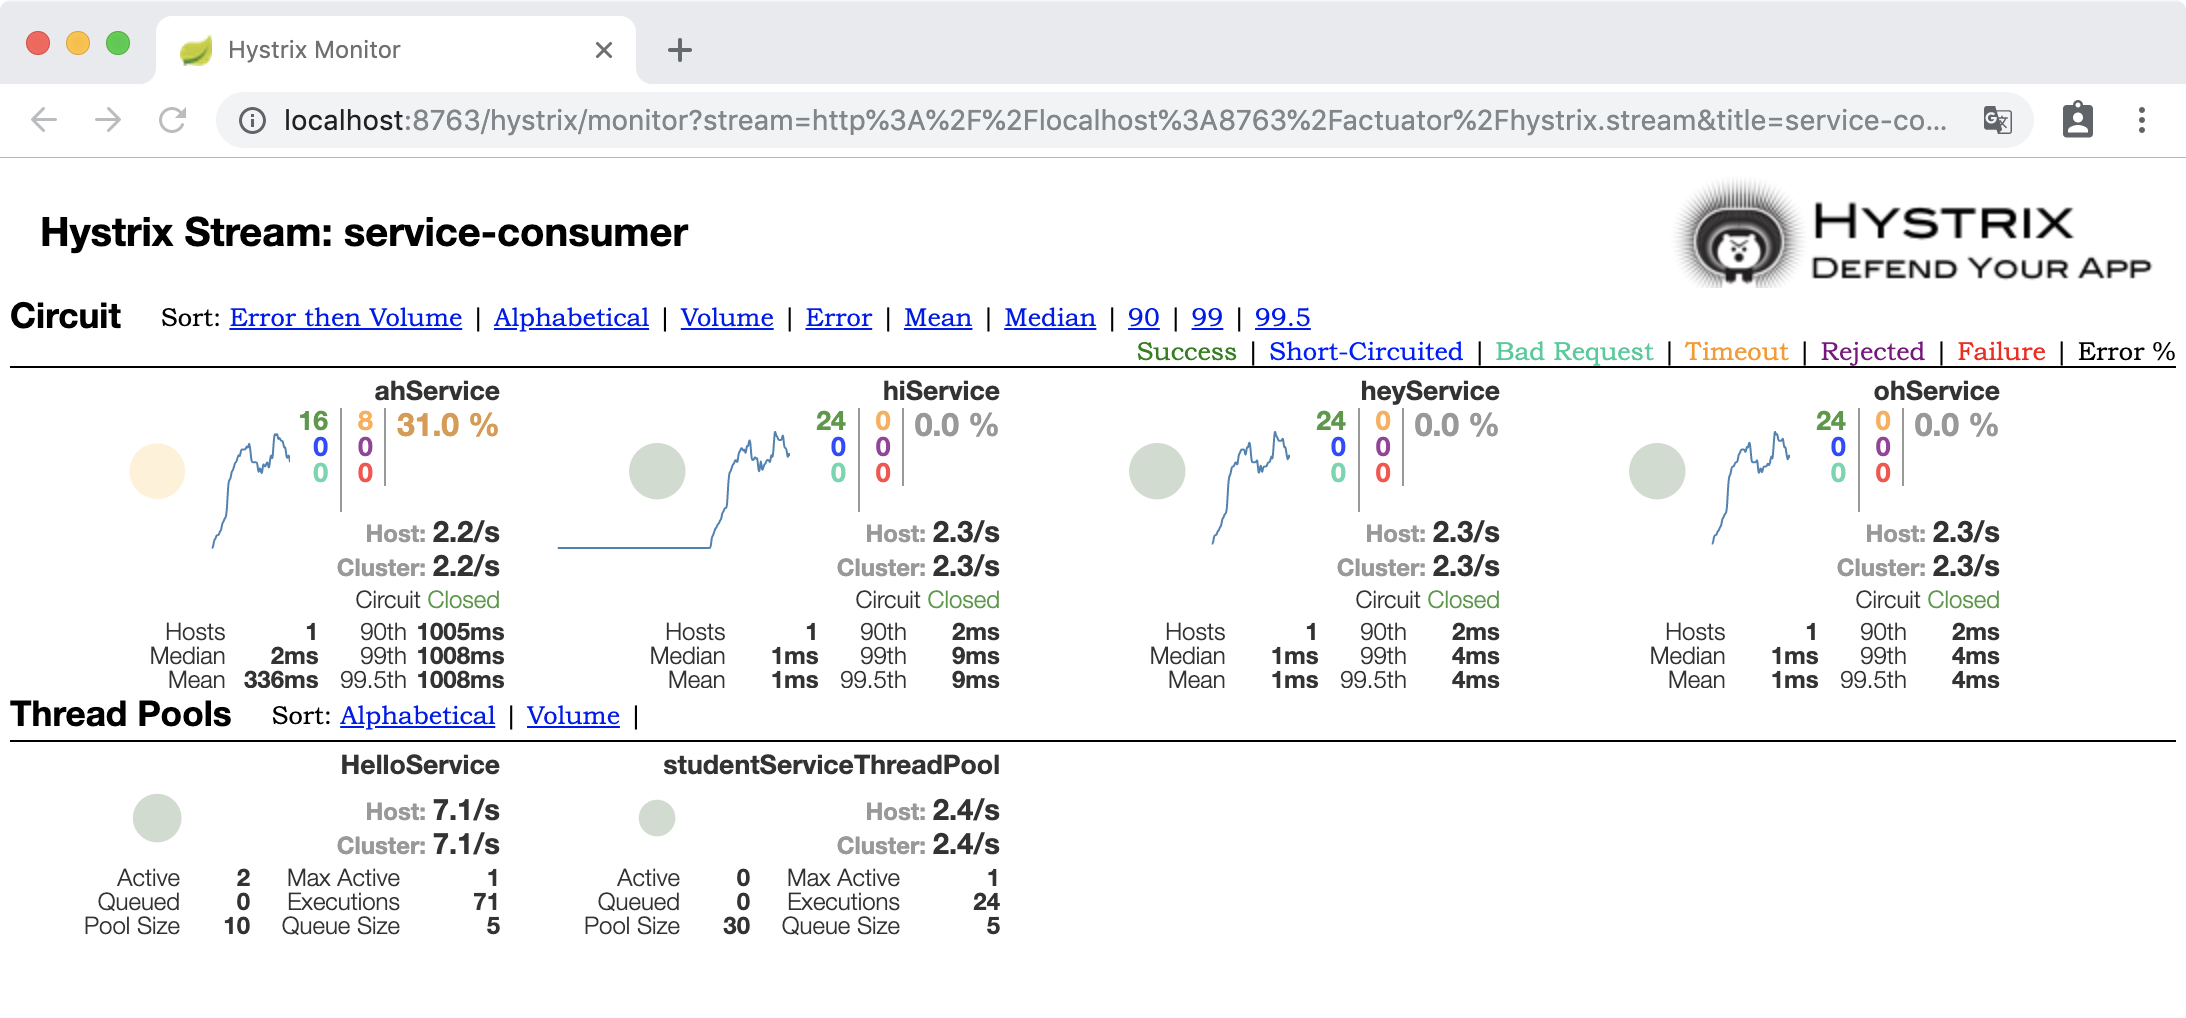 Hystrix Monitor
localhost:8763/hystrix/monitor?stream=http%3A%2F%2Flocalhost%3A8763%2Factuator%2Fhystrix.stream&title=service-co...
Hystrix Stream: service-consumer
HYSTRIX
DEFEND YOUR APP
Circuit Sort: Error then Volume | Alphabetical | Volume | Error | Mean | Median | 90 | 99 | 99.5
Success | Short-Circuited | Bad Request | Timeout | Rejected | Failure | Error %
ahService
16 8 31.0 %
0 0
0 0
Host: 2.2/s
Cluster: 2.2/s
Circuit Closed
Hosts 1 90th 1005ms
Median 2ms 99th 1008ms
Mean 336ms 99.5th 1008ms
hiService
24 0 0.0 %
0 0
0 0
Host: 2.3/s
Cluster: 2.3/s
Circuit Closed
Hosts 1 90th 2ms
Median 1ms 99th 9ms
Mean 1ms 99.5th 9ms
heyService
24 0 0.0 %
0 0
0 0
Host: 2.3/s
Cluster: 2.3/s
Circuit Closed
Hosts 1 90th 2ms
Median 1ms 99th 4ms
Mean 1ms 99.5th 4ms
ohService
24 0 0.0 %
0 0
0 0
Host: 2.3/s
Cluster: 2.3/s
Circuit Closed
Hosts 1 90th 2ms
Median 1ms 99th 4ms
Mean 1ms 99.5th 4ms
Thread Pools Sort: Alphabetical | Volume |
HelloService
Host: 7.1/s
Cluster: 7.1/s
Active 2 Max Active 1
Queued 0 Executions 71
Pool Size 10 Queue Size 5
studentServiceThreadPool
Host: 2.4/s
Cluster: 2.4/s
Active 0 Max Active 1
Queued 0 Executions 24
Pool Size 30 Queue Size 5